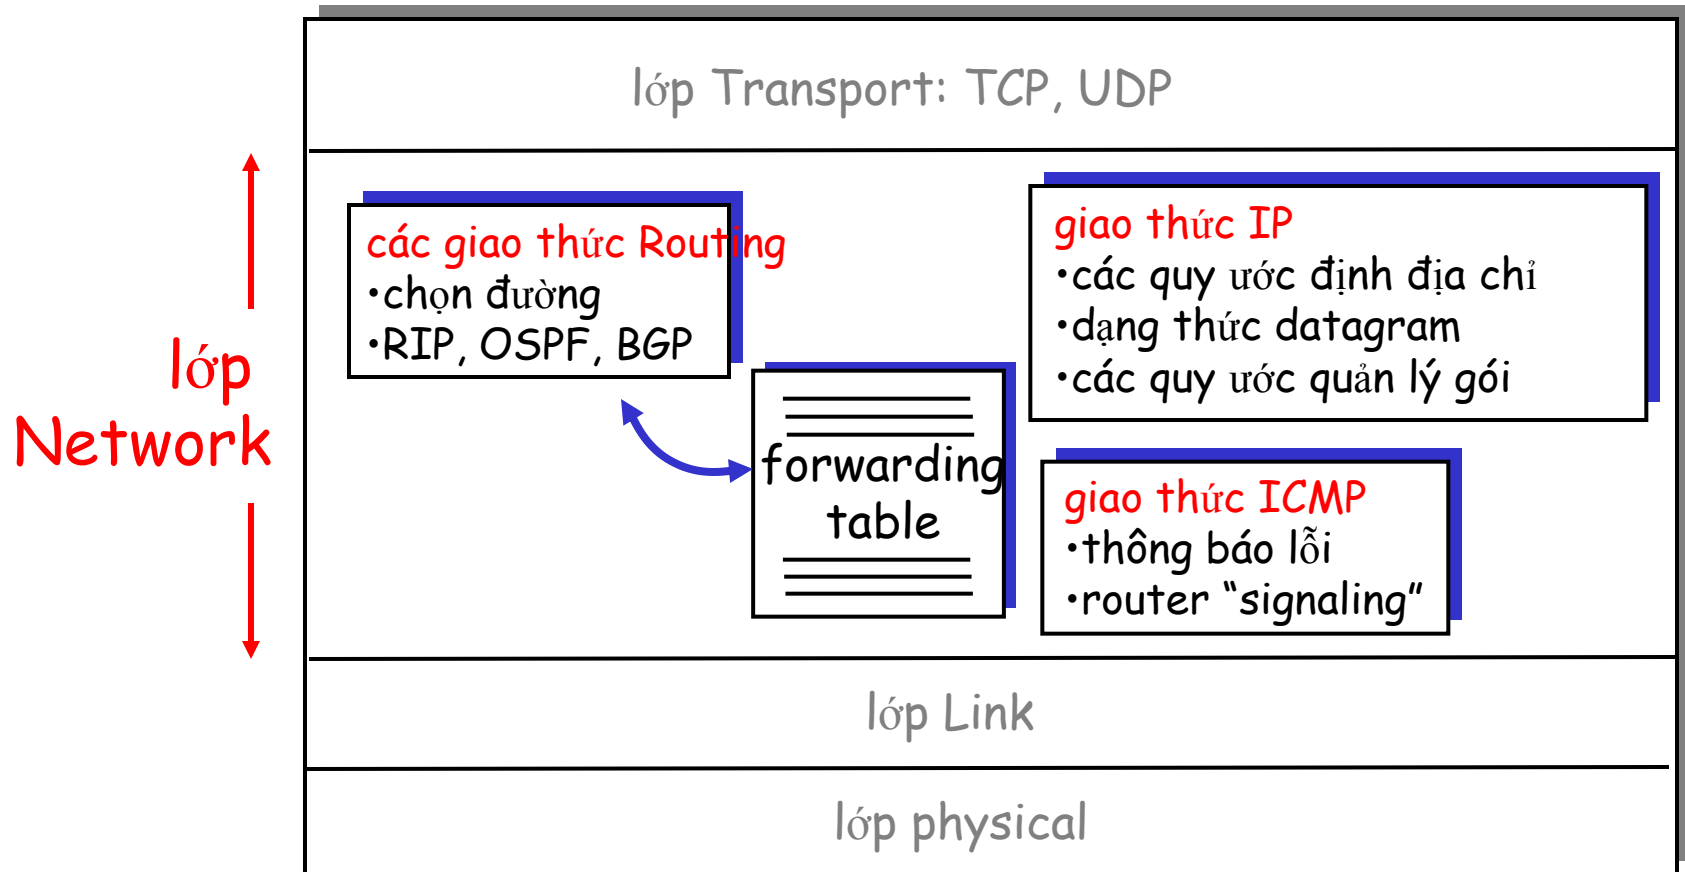 lớp Transport: TCP, UDP
lớp
Network
các giao thức Routing
•chọn đường
•RIP, OSPF, BGP
forwarding
table
giao thức IP
•các quy ước định địa chỉ
•dạng thức datagram
•các quy ước quản lý gói
giao thức ICMP
•thông báo lỗi
•router “signaling”
lớp Link
lớp physical